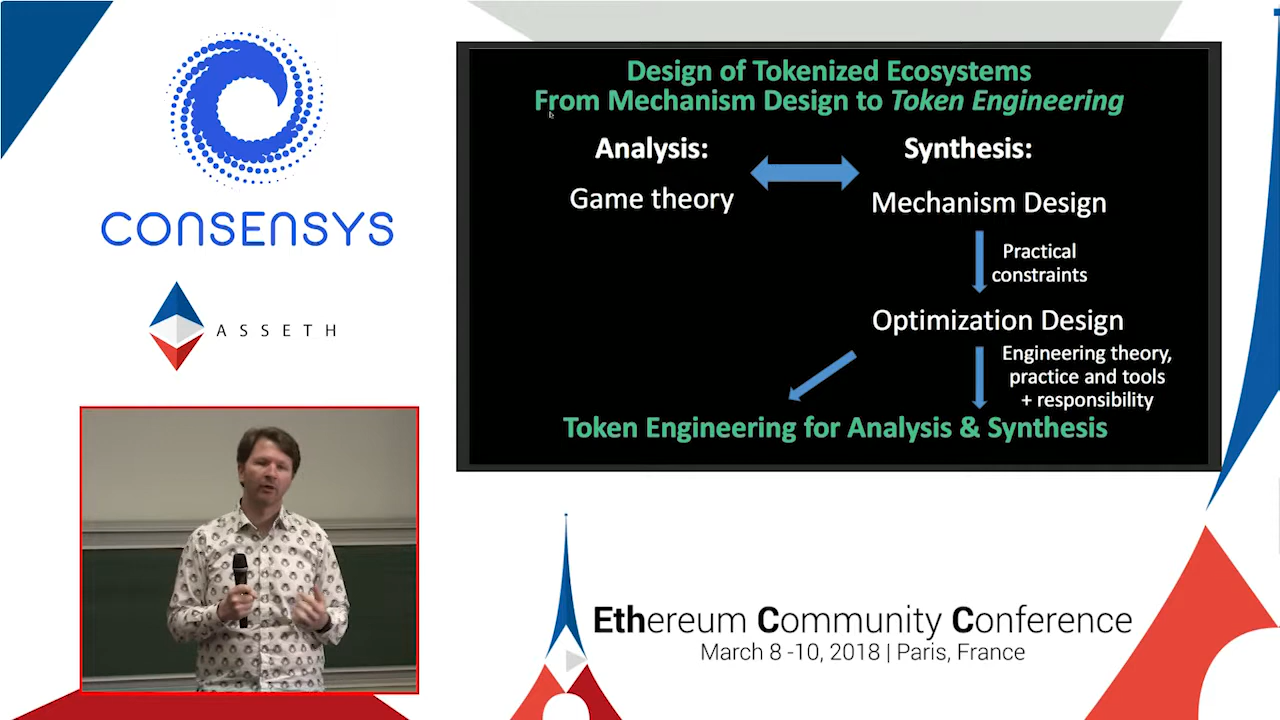 CONSENSYS
ASSETH
Design of Tokenized Ecosystems
From Mechanism Design to Token Engineering
Analysis:
Game theory
Synthesis:
Mechanism Design
Practical
constraints
Optimization Design
Engineering theory,
practice and tools
+ responsibility
Token Engineering for Analysis & Synthesis
Ethereum Community Conference
March 8 -10, 2018 | Paris, France